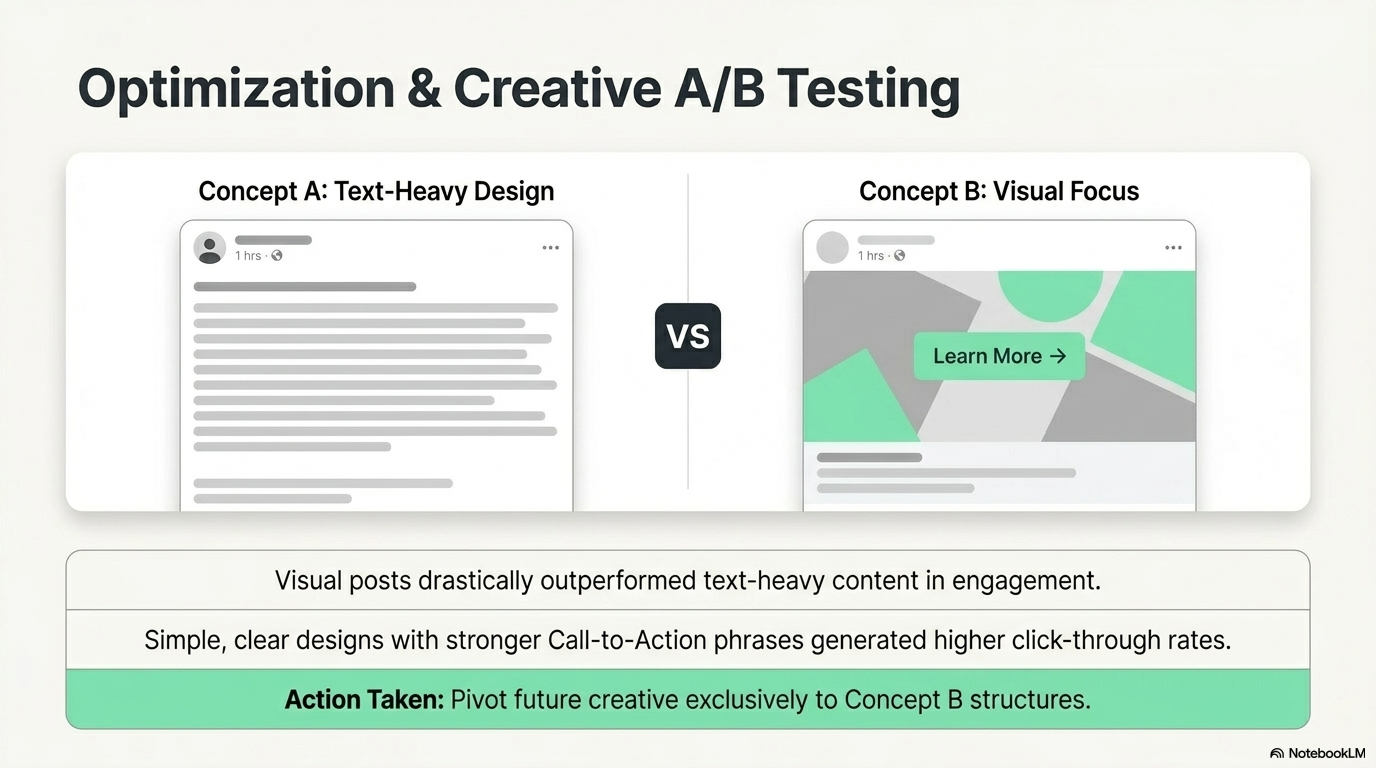 Optimization & Creative A/B Testing
Concept A: Text-Heavy Design
1 hrs ·
VS
Concept B: Visual Focus
1 hrs ·
Learn More →
Visual posts drastically outperformed text-heavy content in engagement.
Simple, clear designs with stronger Call-to-Action phrases generated higher click-through rates.
Action Taken: Pivot future creative exclusively to Concept B structures.
NotebookLM